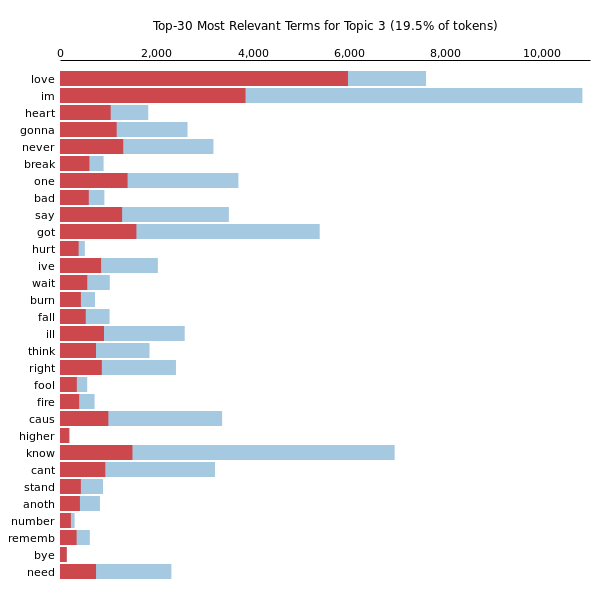 Top-30 Most Relevant Terms for Topic 3 (19.5% of tokens)
0 2,000 4,000 6,000 8,000 10,000
love
im
heart
gonna
never
break
one
bad
say
got
hurt
ive
wait
burn
fall
ill
think
right
fool
fire
caus
higher
know
cant
stand
anoth
number
rememb
bye
need